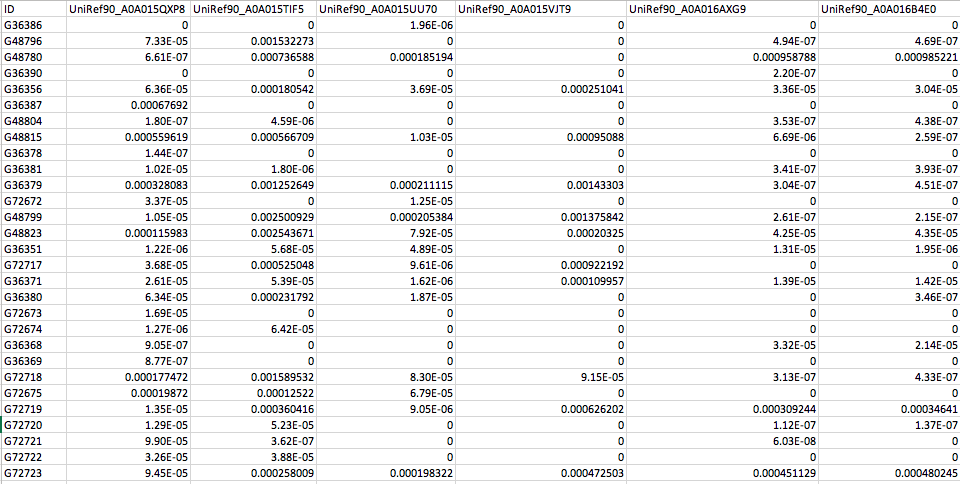 ID UniRef90_A0A015QXP8 UniRef90_A0A015TIF5 UniRef90_A0A015UU70 UniRef90_A0A015VJT9 UniRef90_A0A016AXG9 UniRef90_A0A016B4E0
G36386 0 0 1.96E-06 0 0 0
G48796 7.33E-05 0.001532273 0 0 4.94E-07 4.69E-07
G48780 6.61E-07 0.000736588 0.000185194 0 0.000958788 0.000985221
G36390 0 0 0 0 2.20E-07 0
G36356 6.36E-05 0.000180542 3.69E-05 0.000251041 3.36E-05 3.04E-05
G36387 0.00067692 0 0 0 0 0
G48804 1.80E-07 4.59E-06 0 0 3.53E-07 4.38E-07
G48815 0.000559619 0.000566709 1.03E-05 0.00095088 6.69E-06 2.59E-07
G36378 1.44E-07 0 0 0 0 0
G36381 1.02E-05 1.80E-06 0 0 3.41E-07 3.93E-07
G36379 0.000328083 0.001252649 0.000211115 0.00143303 3.04E-07 4.51E-07
G72672 3.37E-05 0 1.25E-05 0 0 0
G48799 1.05E-05 0.002500929 0.000205384 0.001375842 2.61E-07 2.15E-07
G48823 0.000115983 0.002543671 7.92E-05 0.00020325 4.25E-05 4.35E-05
G36351 1.22E-06 5.68E-05 4.89E-05 0 1.31E-05 1.95E-06
G72717 3.68E-05 0.000525048 9.61E-06 0.000922192 0 0
G36371 2.61E-05 5.39E-05 1.62E-06 0.000109957 1.39E-05 1.42E-05
G36380 6.34E-05 0.000231792 1.87E-05 0 0 3.46E-07
G72673 1.69E-05 0 0 0 0 0
G72674 1.27E-06 6.42E-05 0 0 0 0
G36368 9.05E-07 0 0 0 3.32E-05 2.14E-05
G36369 8.77E-07 0 0 0 0 0
G72718 0.000177472 0.001589532 8.30E-05 9.15E-05 3.13E-07 4.33E-07
G72675 0.00019872 0.00012522 6.79E-05 0 0 0
G72719 1.35E-05 0.000360416 9.05E-06 0.000626202 0.000309244 0.00034641
G72720 1.29E-05 5.23E-05 0 0 1.12E-07 1.37E-07
G72721 9.90E-05 3.62E-07 0 0 6.03E-08 0
G72722 3.26E-05 3.88E-05 0 0 0 0
G72723 9.45E-05 0.000258009 0.000198322 0.000472503 0.000451129 0.000480245